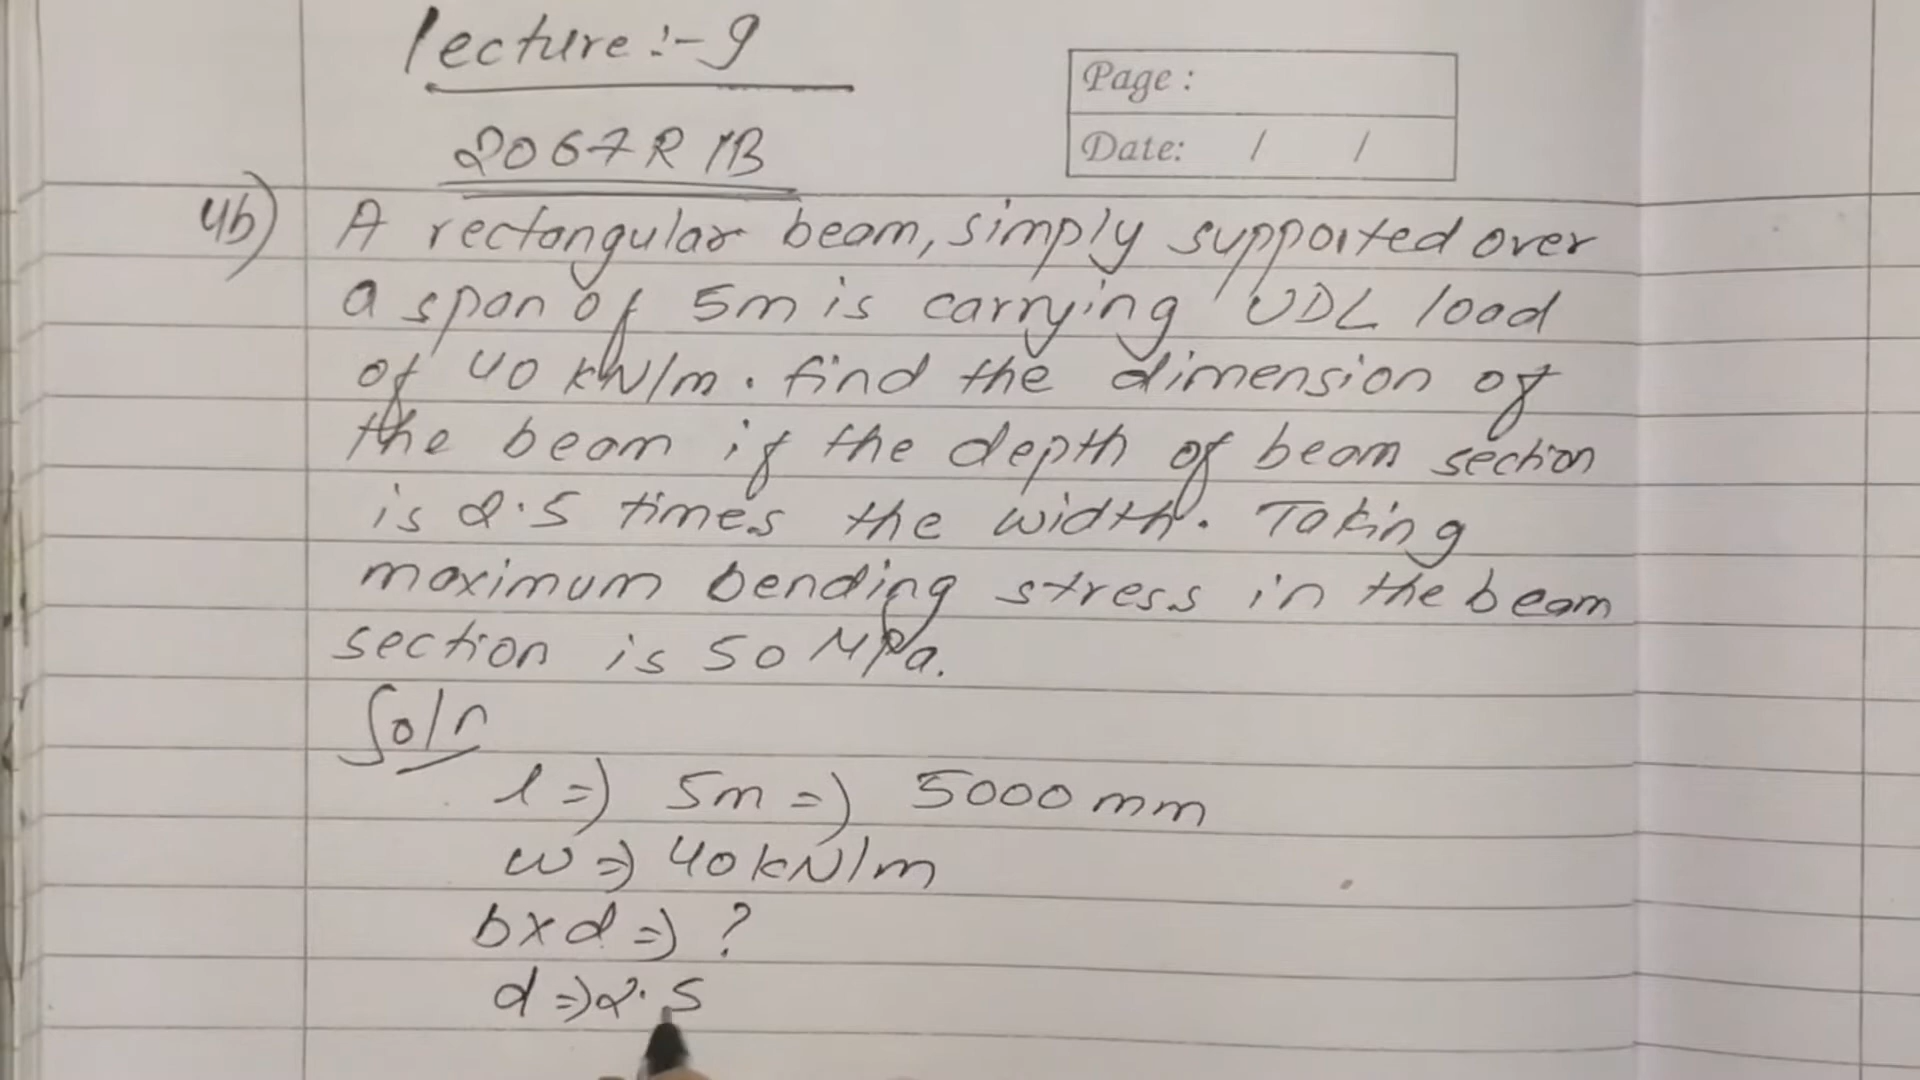 lecture :- 9
Page :
Date: / /
2067 R/B
4b) A rectangular beam, simply supported over
a span of 5m is carrying UDL load
of 40 kN/m. find the dimension of
the beam if the depth of beam section
is 2.5 times the width. Taking
maximum bending stress in the beam
section is 50 MPa.
Soln
l => 5m => 5000 mm
w => 40 kN/m
b x d => ?
d => 2.5